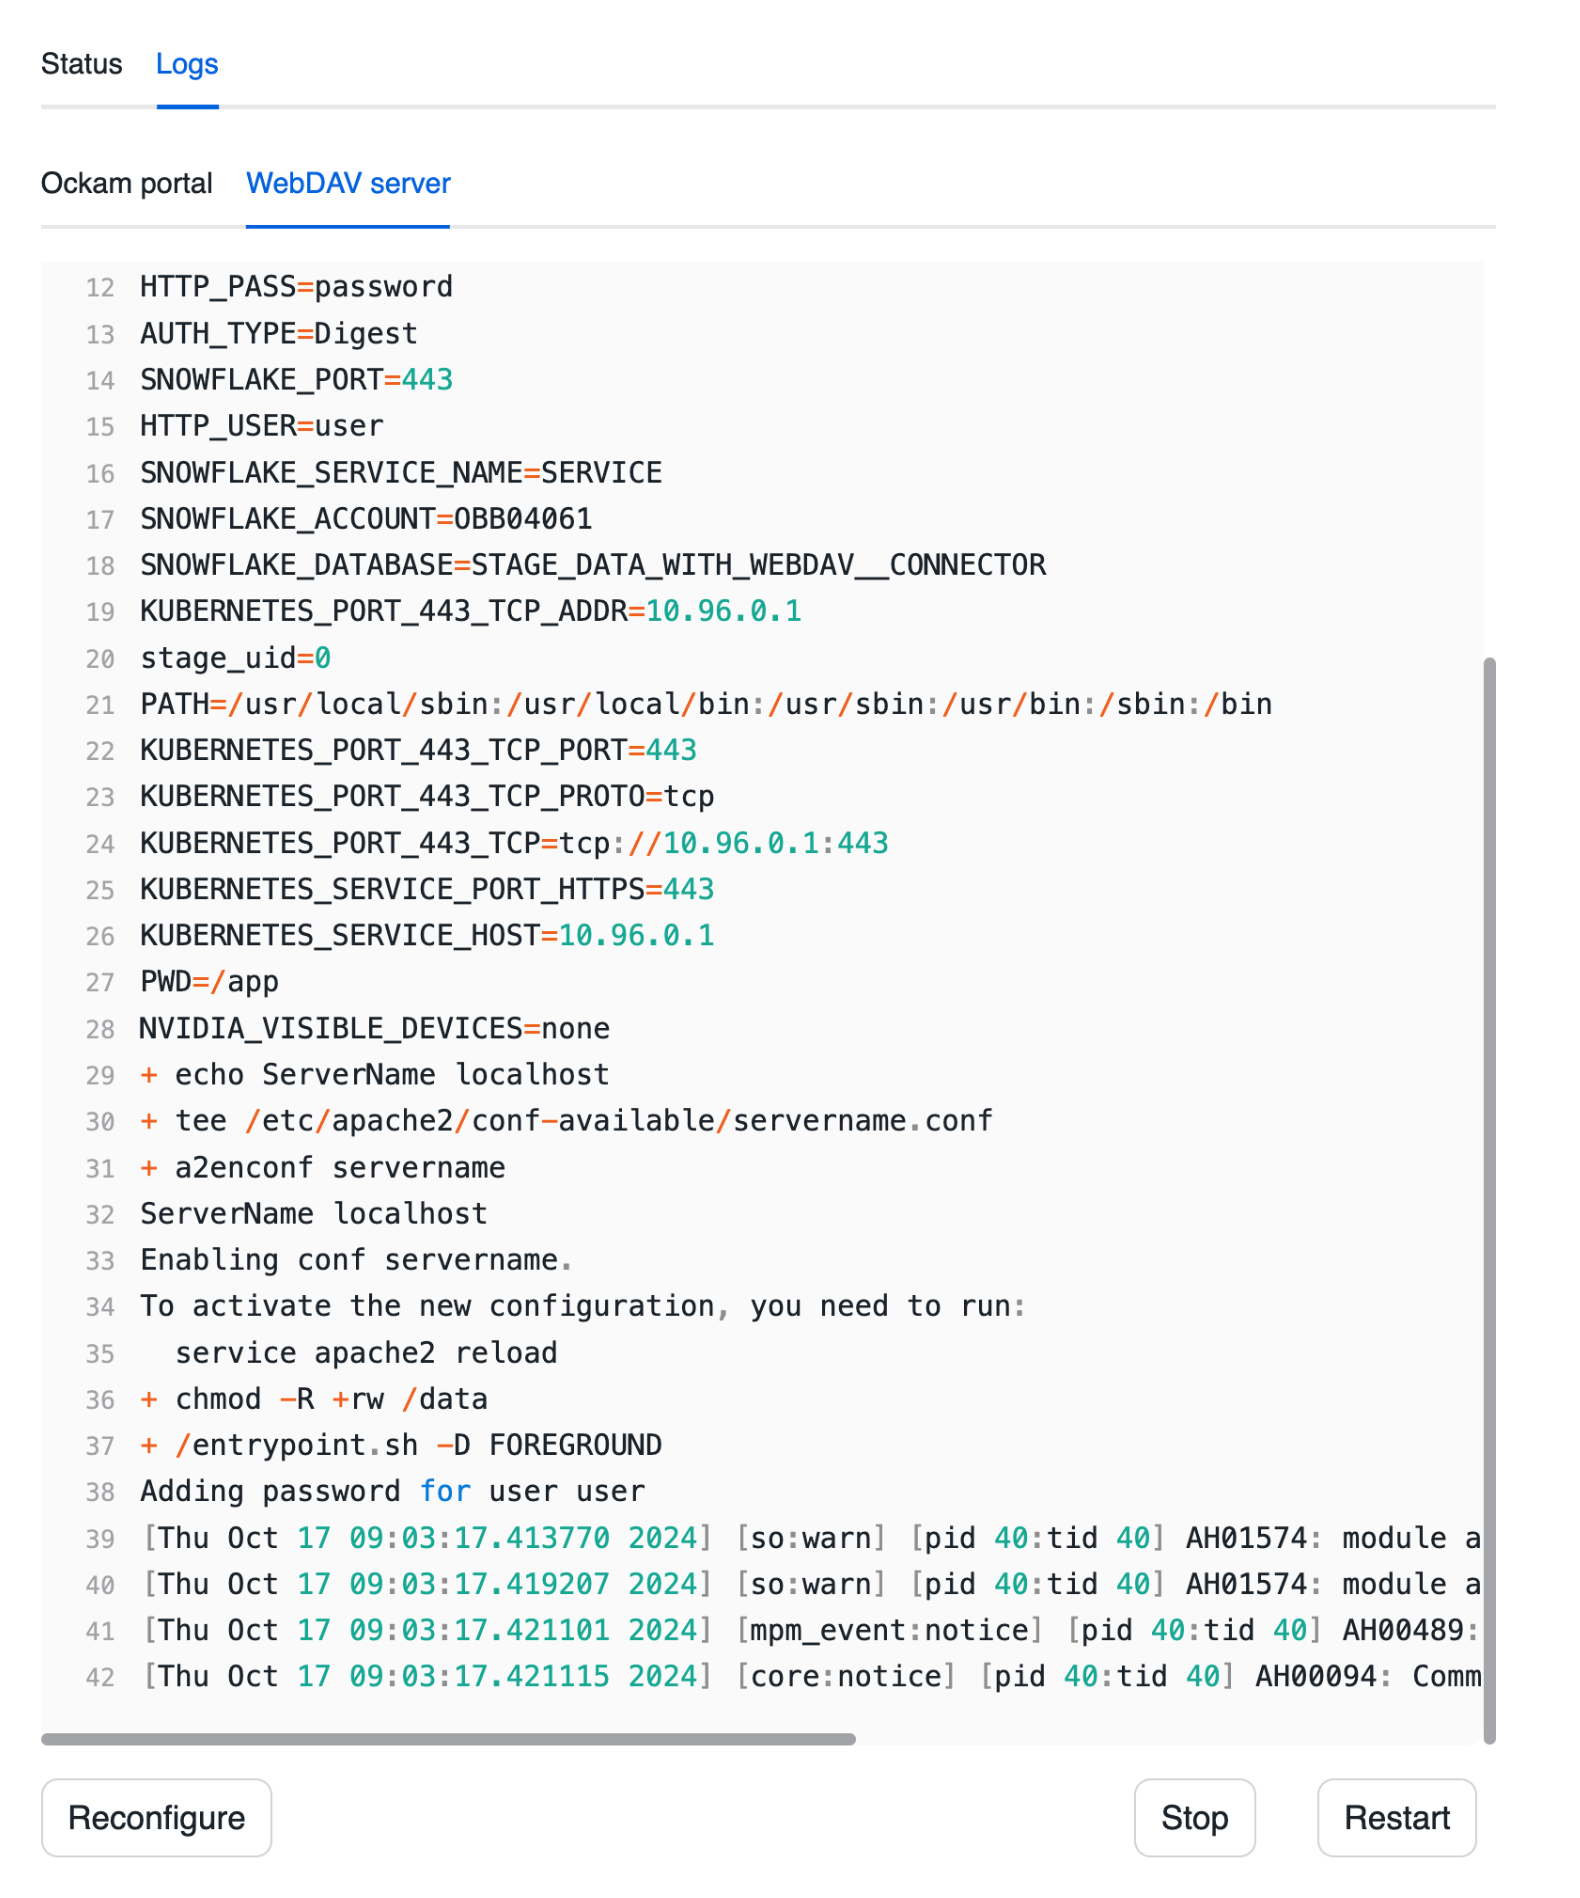 Status Logs
Ockam portal WebDAV server
12 HTTP_PASS=password
13 AUTH_TYPE=Digest
14 SNOWFLAKE_PORT=443
15 HTTP_USER=user
16 SNOWFLAKE_SERVICE_NAME=SERVICE
17 SNOWFLAKE_ACCOUNT=OBB04061
18 SNOWFLAKE_DATABASE=STAGE_DATA_WITH_WEBDAV__CONNECTOR
19 KUBERNETES_PORT_443_TCP_ADDR=10.96.0.1
20 stage_uid=0
21 PATH=/usr/local/sbin:/usr/local/bin:/usr/sbin:/usr/bin:/sbin:/bin
22 KUBERNETES_PORT_443_TCP_PORT=443
23 KUBERNETES_PORT_443_TCP_PROTO=tcp
24 KUBERNETES_PORT_443_TCP=tcp://10.96.0.1:443
25 KUBERNETES_SERVICE_PORT_HTTPS=443
26 KUBERNETES_SERVICE_HOST=10.96.0.1
27 PWD=/app
28 NVIDIA_VISIBLE_DEVICES=none
29 + echo ServerName localhost
30 + tee /etc/apache2/conf-available/servername.conf
31 + a2enconf servername
32 ServerName localhost
33 Enabling conf servername.
34 To activate the new configuration, you need to run:
35   service apache2 reload
36 + chmod -R +rw /data
37 + /entrypoint.sh -D FOREGROUND
38 Adding password for user user
39 [Thu Oct 17 09:03:17.413770 2024] [so:warn] [pid 40:tid 40] AH01574: module a
40 [Thu Oct 17 09:03:17.419207 2024] [so:warn] [pid 40:tid 40] AH01574: module a
41 [Thu Oct 17 09:03:17.421101 2024] [mpm_event:notice] [pid 40:tid 40] AH00489:
42 [Thu Oct 17 09:03:17.421115 2024] [core:notice] [pid 40:tid 40] AH00094: Comm
Reconfigure Stop Restart